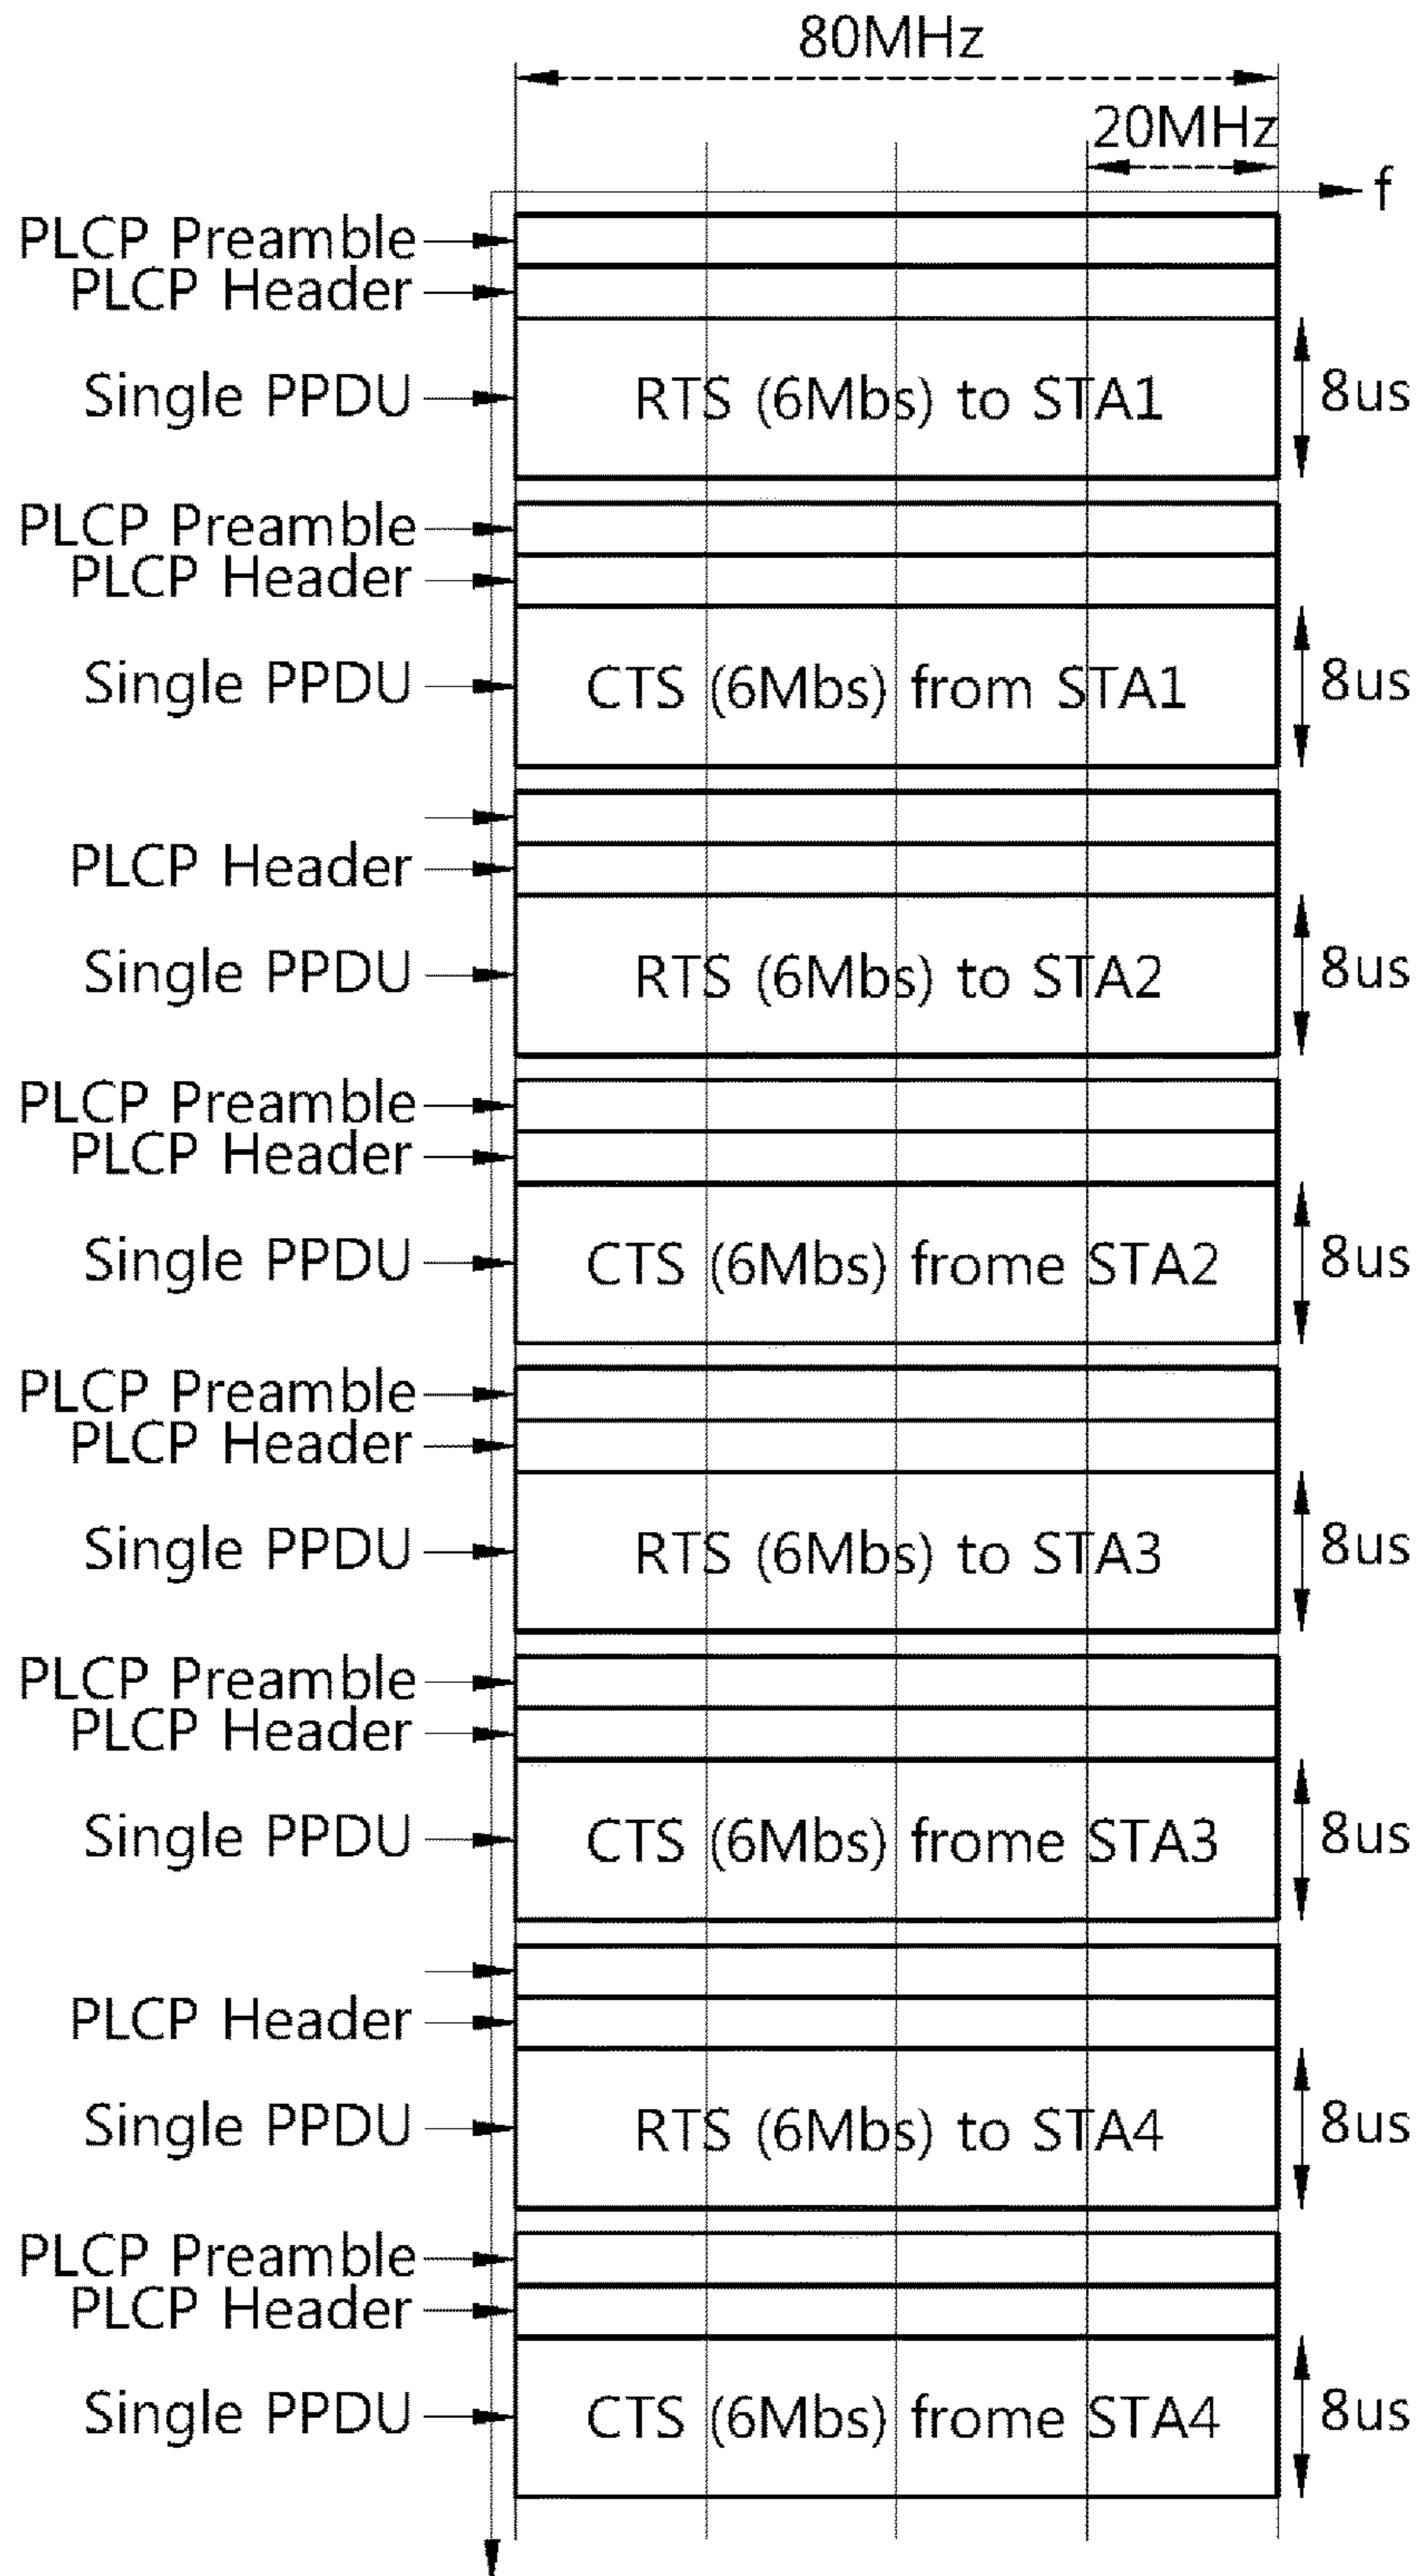 80MHz
20MHz
f
PLCP Preamble
PLCP Header
Single PPDU
RTS (6Mbs) to STA1
8us
PLCP Preamble
PLCP Header
Single PPDU
CTS (6Mbs) from STA1
8us
PLCP Header
Single PPDU
RTS (6Mbs) to STA2
8us
PLCP Preamble
PLCP Header
Single PPDU
CTS (6Mbs) frome STA2
8us
PLCP Preamble
PLCP Header
Single PPDU
RTS (6Mbs) to STA3
8us
PLCP Preamble
PLCP Header
Single PPDU
CTS (6Mbs) frome STA3
8us
PLCP Header
Single PPDU
RTS (6Mbs) to STA4
8us
PLCP Preamble
PLCP Header
Single PPDU
CTS (6Mbs) frome STA4
8us